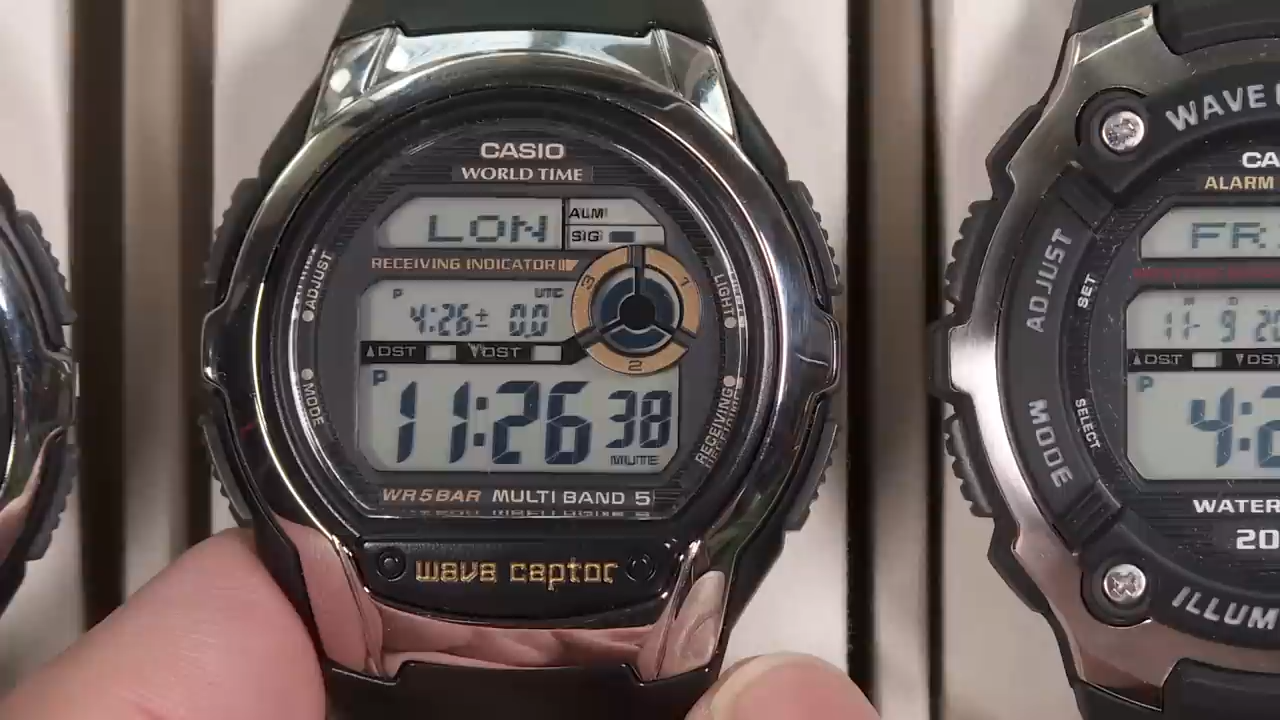 CASIO
WORLD TIME
LON
ALM
SIG
RECEIVING INDICATOR
P
UTC
4:26± 0.0
3
1
2
DST
DST
P
11:26 38
MUTE
ADJUST
MODE
LIGHT
RECEIVING
WR5BAR MULTI BAND 5
wave ceptor
WAVE
ALARM
ADJUST
SET
DST
DST
P
MODE
SELECT
WATER
20
ILLUM